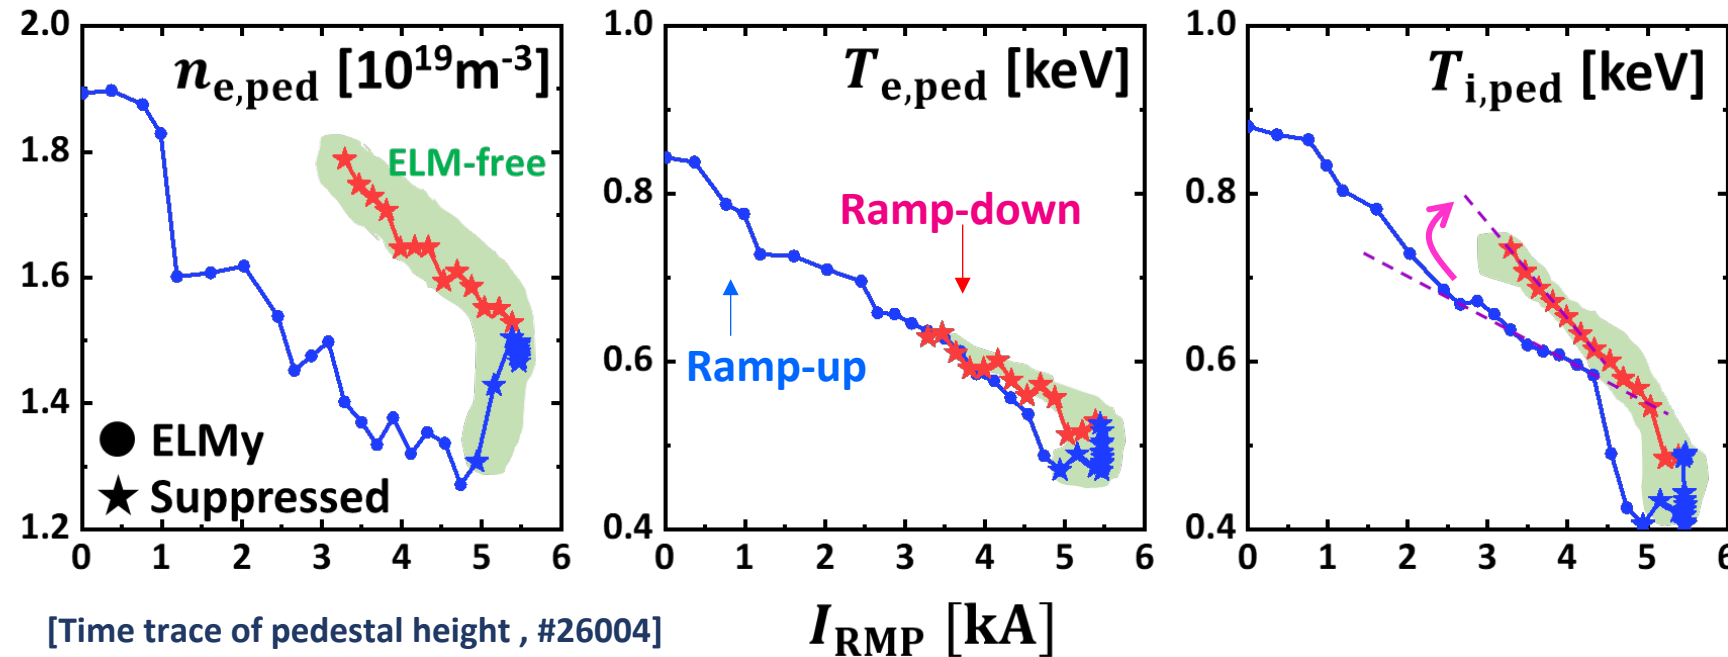 n_e,ped [10^19 m^-3]
2.0
1.8
1.6
1.4
1.2
0 1 2 3 4 5 6
ELM-free
ELMy
Suppressed
T_e,ped [keV]
1.0
0.8
0.6
0.4
0 1 2 3 4 5 6
Ramp-down
Ramp-up
T_i,ped [keV]
1.0
0.8
0.6
0.4
0 1 2 3 4 5 6
[Time trace of pedestal height , #26004]
I_RMP [kA]